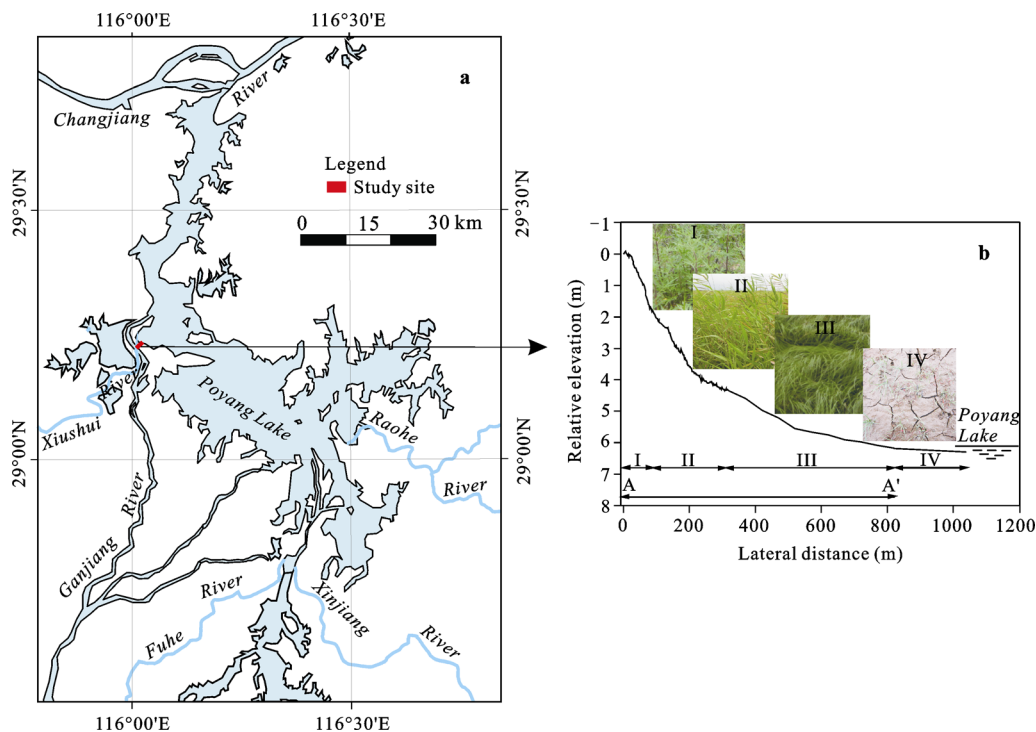 116°00'E
116°30'E
a
River
Changjiang
Legend
Study site
29°30'N
29°30'N
0
15
30 km
River
Xiushui
Poyang Lake
Raohe
River
29°00'N
29°00'N
River
Ganjiang
River
Fuhe
Xinjiang
River
116°00'E
116°30'E
b
−1
0
1
2
3
4
5
6
7
8
Relative elevation (m)
I
II
III
IV
Poyang
Lake
I
II
III
IV
A
A'
0
200
400
600
800
1000
1200
Lateral distance (m)